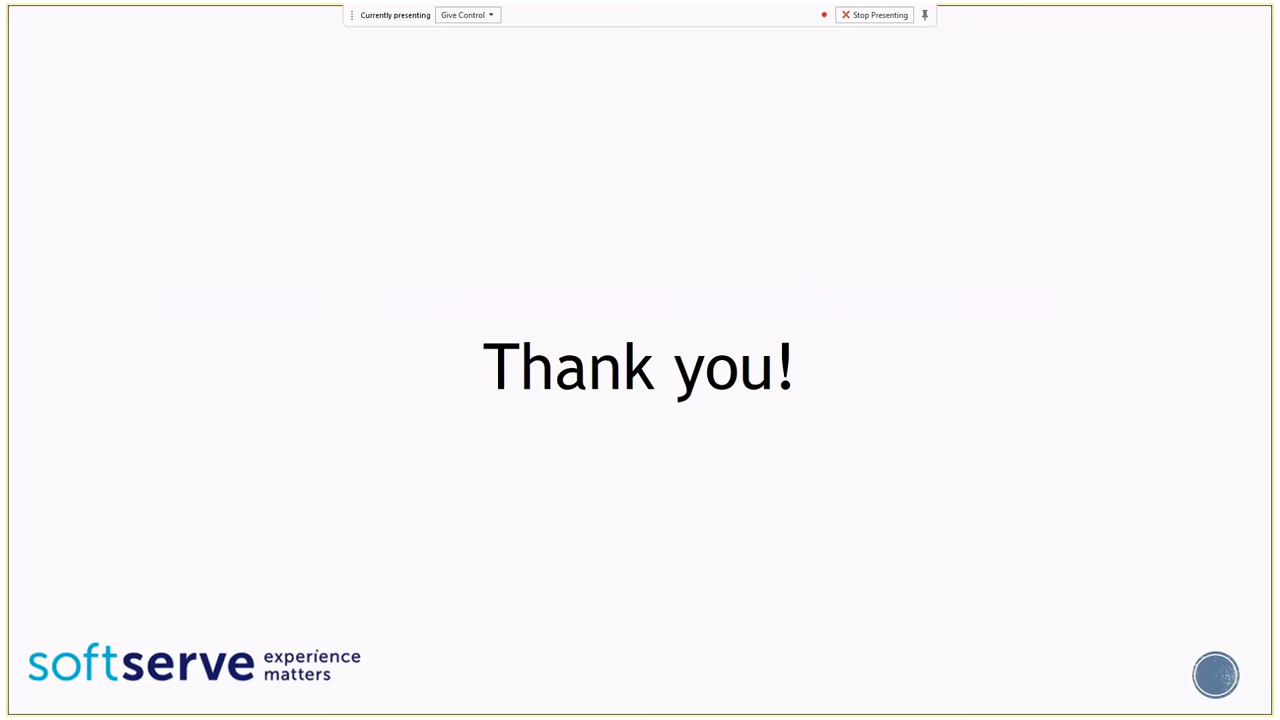 Currently presenting Give Control Stop Presenting
Thank you!
softserve experience
matters